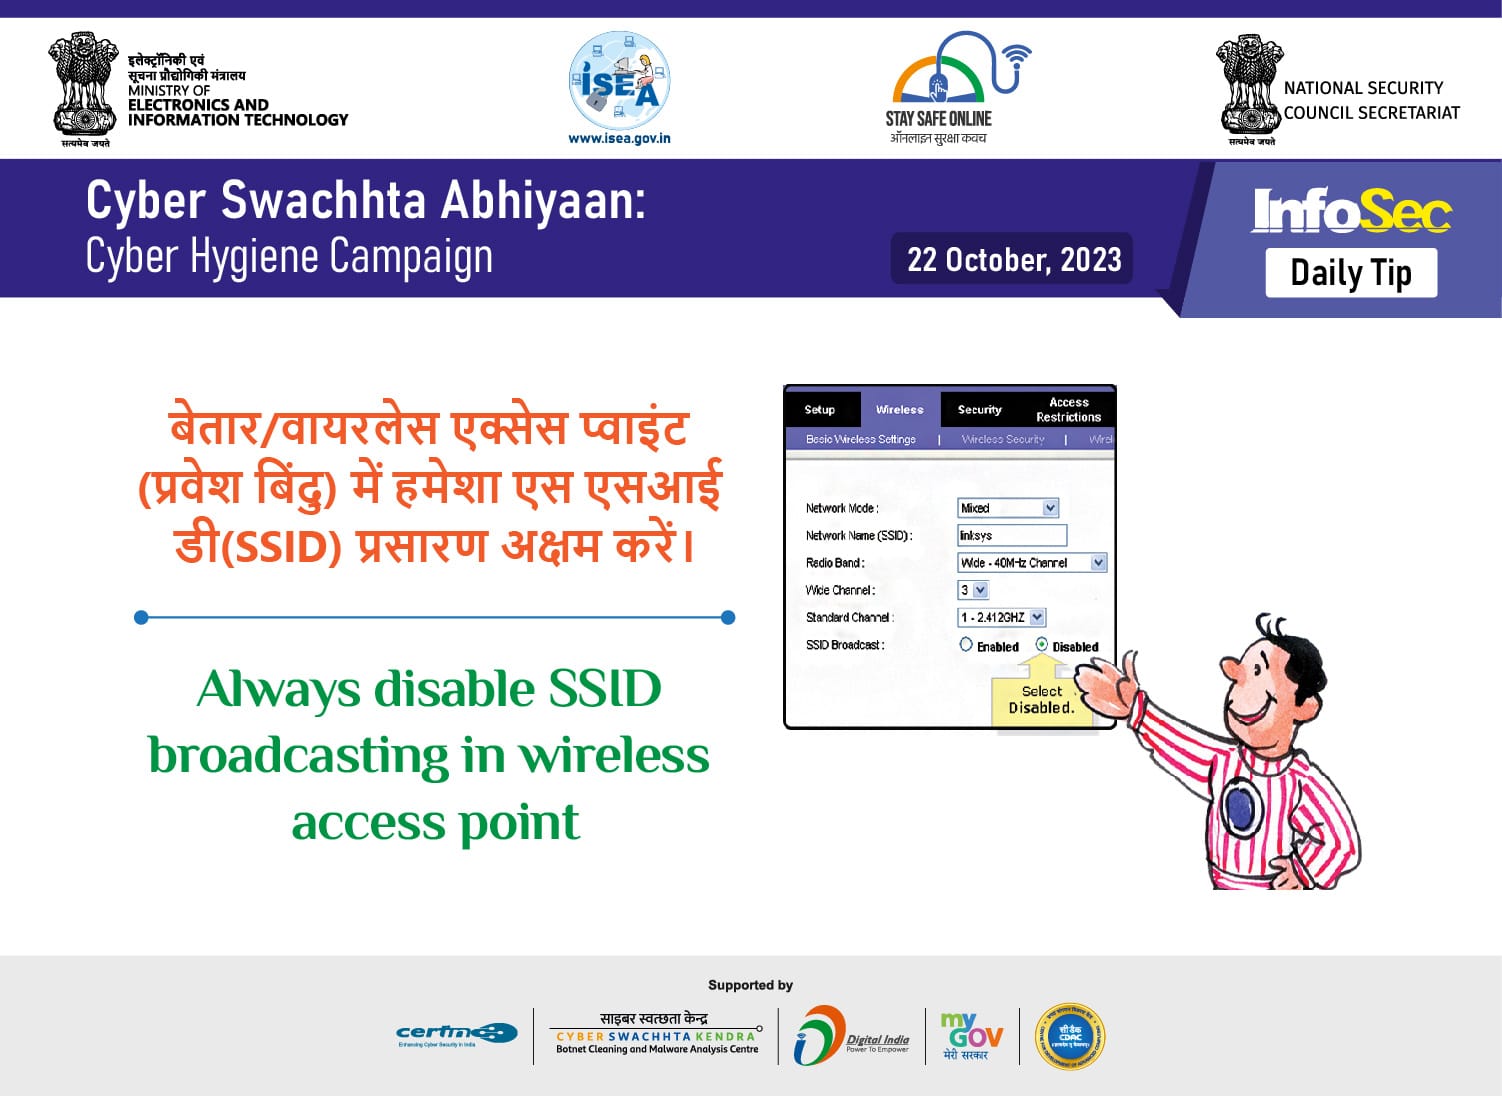 इलेक्ट्रॉनिकी एवं
सूचना प्रौद्योगिकी मंत्रालय
MINISTRY OF
ELECTRONICS AND
INFORMATION TECHNOLOGY
सत्यमेव जयते
iSEA
www.isea.gov.in
STAY SAFE ONLINE
ऑनलाइन सुरक्षा कवच
NATIONAL SECURITY
COUNCIL SECRETARIAT
सत्यमेव जयते
Cyber Swachhta Abhiyaan:
Cyber Hygiene Campaign
22 October, 2023
InfoSec
Daily Tip
बेतार/वायरलेस एक्सेस प्वाइंट
(प्रवेश बिंदु) में हमेशा एस एसआई
डी(SSID) प्रसारण अक्षम करें।
Always disable SSID
broadcasting in wireless
access point
Setup Wireless Security Access Restrictions
Basic Wireless Settings | Wireless Security | Wirel
Network Mode : Mixed
Network Name (SSID) : linksys
Radio Band : Wide - 40MHz Channel
Wide Channel : 3
Standard Channel : 1 - 2.412GHZ
SSID Broadcast : Enabled Disabled
Select
Disabled.
Supported by
certin
Enhancing Cyber Security in India
साइबर स्वच्छता केन्द्र
CYBER SWACHHTA KENDRA
Botnet Cleaning and Malware Analysis Centre
Digital India
Power To Empower
my
GOV
मेरी सरकार
सी डैक
CDAC